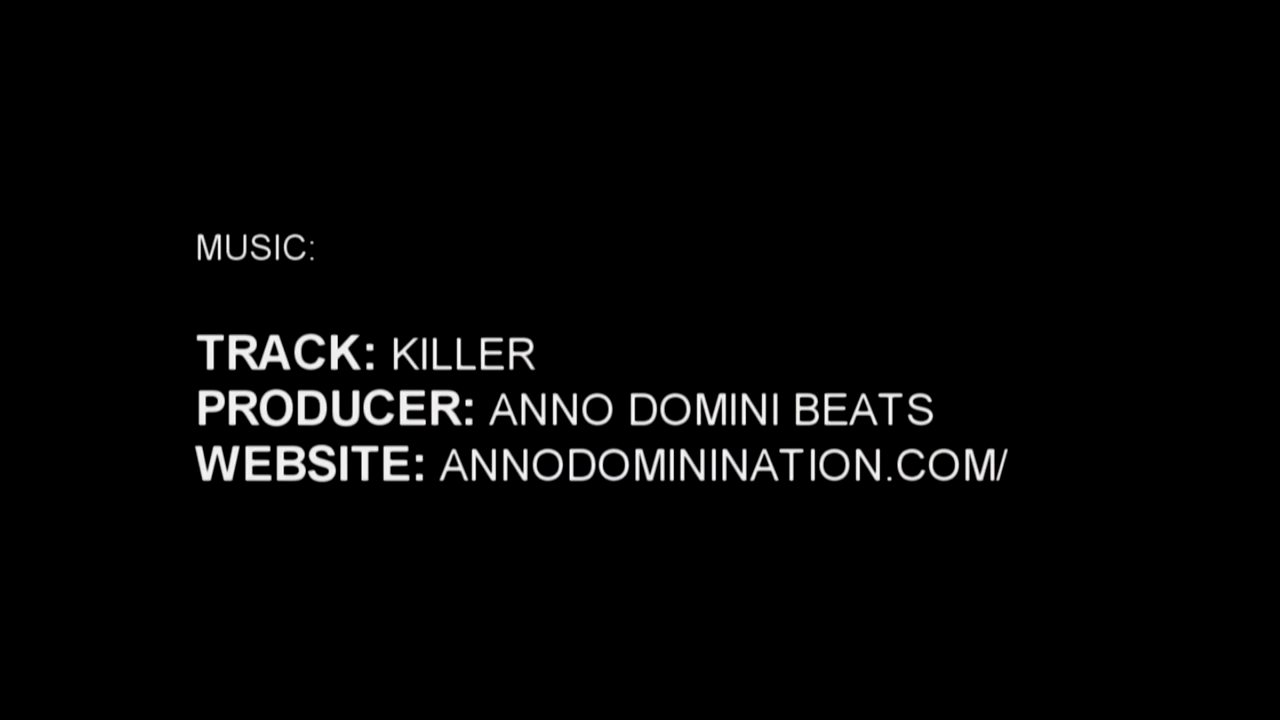 MUSIC:
TRACK: KILLER
PRODUCER: ANNO DOMINI BEATS
WEBSITE: ANNODOMININATION.COM/